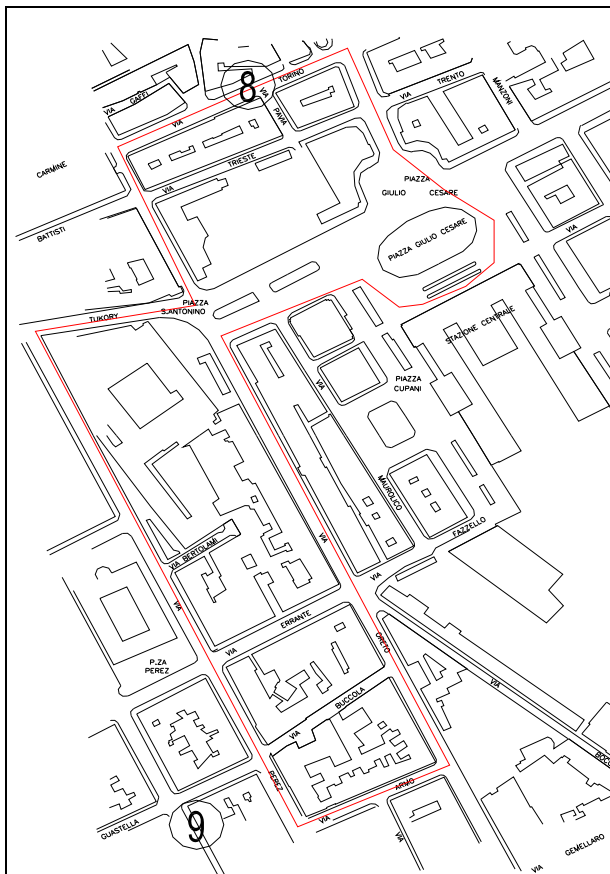 8
VIA TORINO
VIA GAFFI
VIA PAVIA
VIA TRENTO
MANZONI
CARMINE
VIA TRIESTE
PIAZZA
GIULIO CESARE
PIAZZA GIULIO CESARE
VIA
BATTISTI
PIAZZA
S.ANTONINO
TUKORY
STAZIONE CENTRALE
VIA
PIAZZA
CUPANI
MAUROLICO
FAZZELLO
VIA BERTOLAMI
VIA
VIA
VIA
VIA ERRANTE
ORETO
P.ZA
PEREZ
VIA BUCCOLA
VIA
PEREZ
VIA ARMO
GUASTELLA
9
VIA
VIA
GEMELLARO